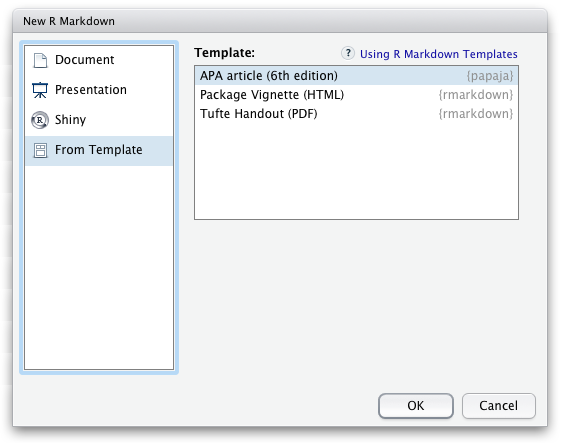 New R Markdown
Document
Presentation
Shiny
From Template
Template:
? Using R Markdown Templates
APA article (6th edition) {papaja}
Package Vignette (HTML) {rmarkdown}
Tufte Handout (PDF) {rmarkdown}
OK Cancel